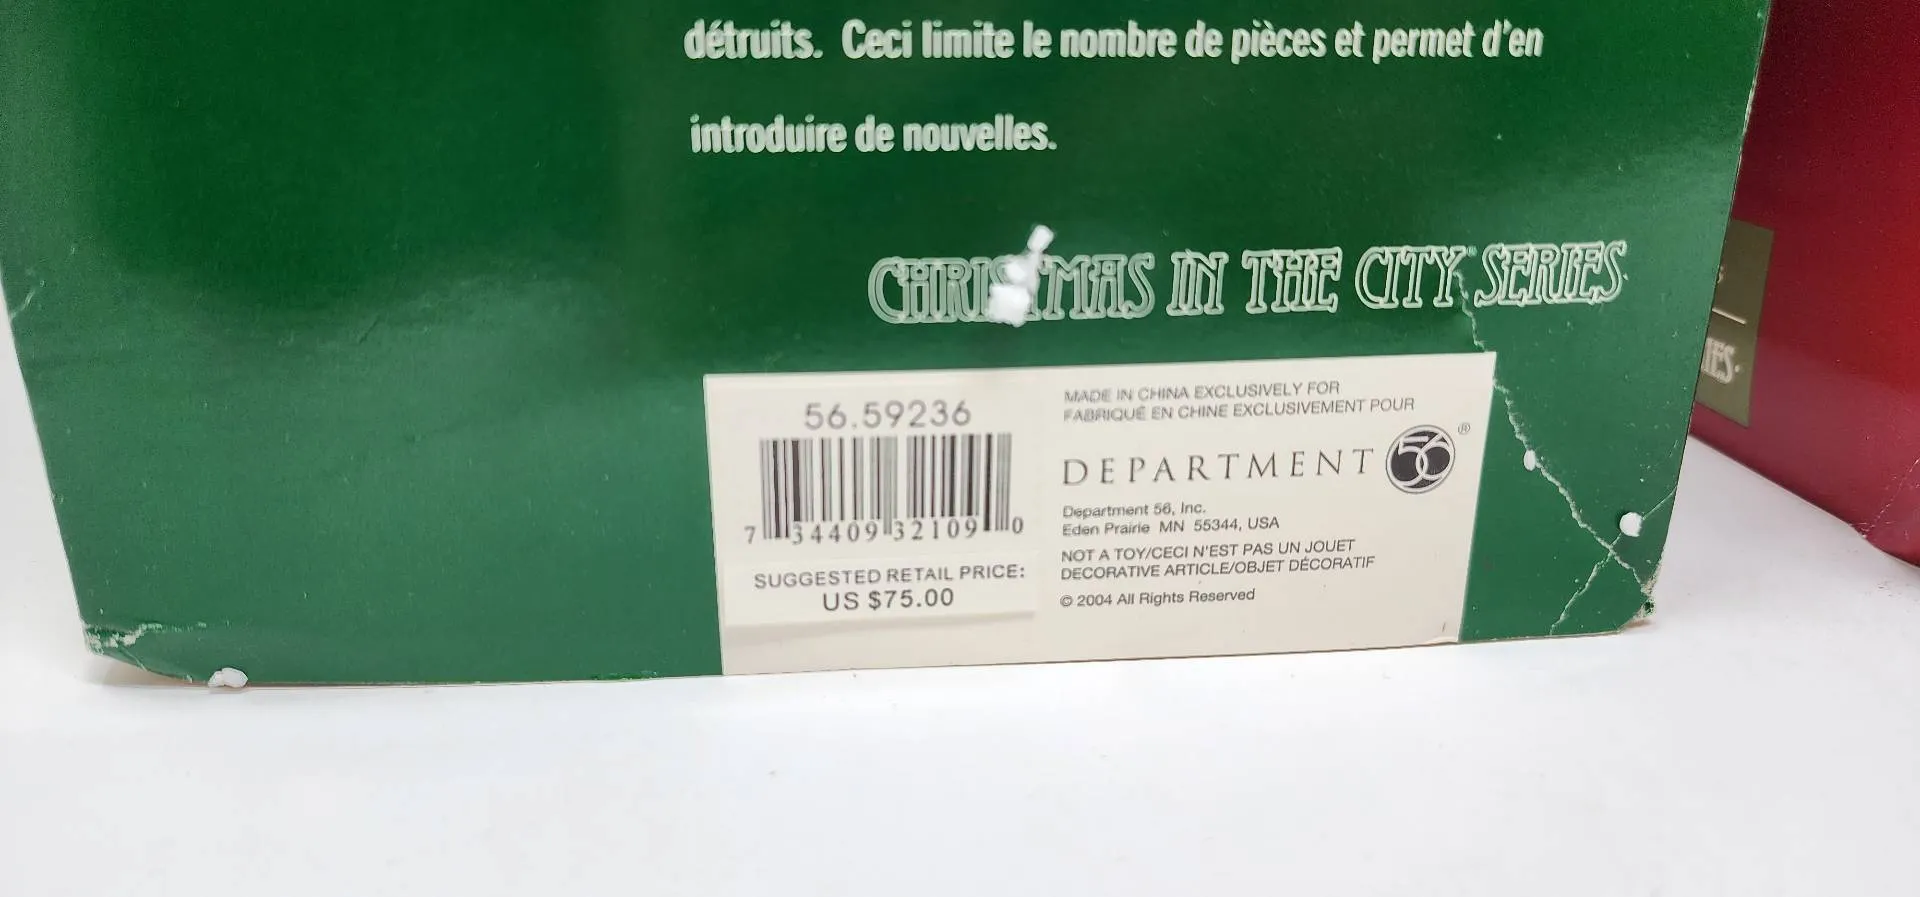 détruits. Ceci limite le nombre de pièces et permet d'en
introduire de nouvelles.
CHRISTMAS IN THE CITY SERIES
56.59236
7 34409 32109 0
SUGGESTED RETAIL PRICE:
US $75.00
MADE IN CHINA EXCLUSIVELY FOR
FABRIQUÉ EN CHINE EXCLUSIVEMENT POUR
DEPARTMENT 56®
Department 56, Inc.
Eden Prairie MN 55344, USA
NOT A TOY/CECI N'EST PAS UN JOUET
DECORATIVE ARTICLE/OBJET DÉCORATIF
© 2004 All Rights Reserved